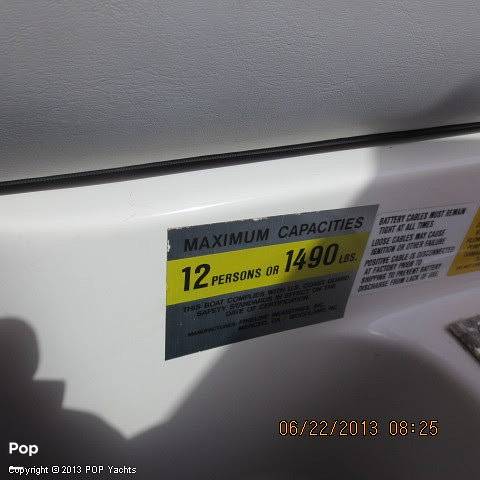 MAXIMUM CAPACITIES
12 PERSONS OR 1490 LBS.
THIS BOAT COMPLIES WITH U.S. COAST GUARD
SAFETY STANDARDS IN EFFECT ON THE
DATE OF CERTIFICATION
MANUFACTURER: INDUSTRIES, INC.
BATTERY CABLES MUST REMAIN
TIGHT AT ALL TIMES
LOOSE CABLES MAY CAUSE
IGNITION OR OTHER FAILURE
POSITIVE CABLE IS DISCONNECTED
AT FACTORY PRIOR TO
SHIPPING TO PREVENT BATTERY
DISCHARGE FROM LACK OF USE.
06/22/2013 08:25
Pop
Copyright © 2013 POP Yachts